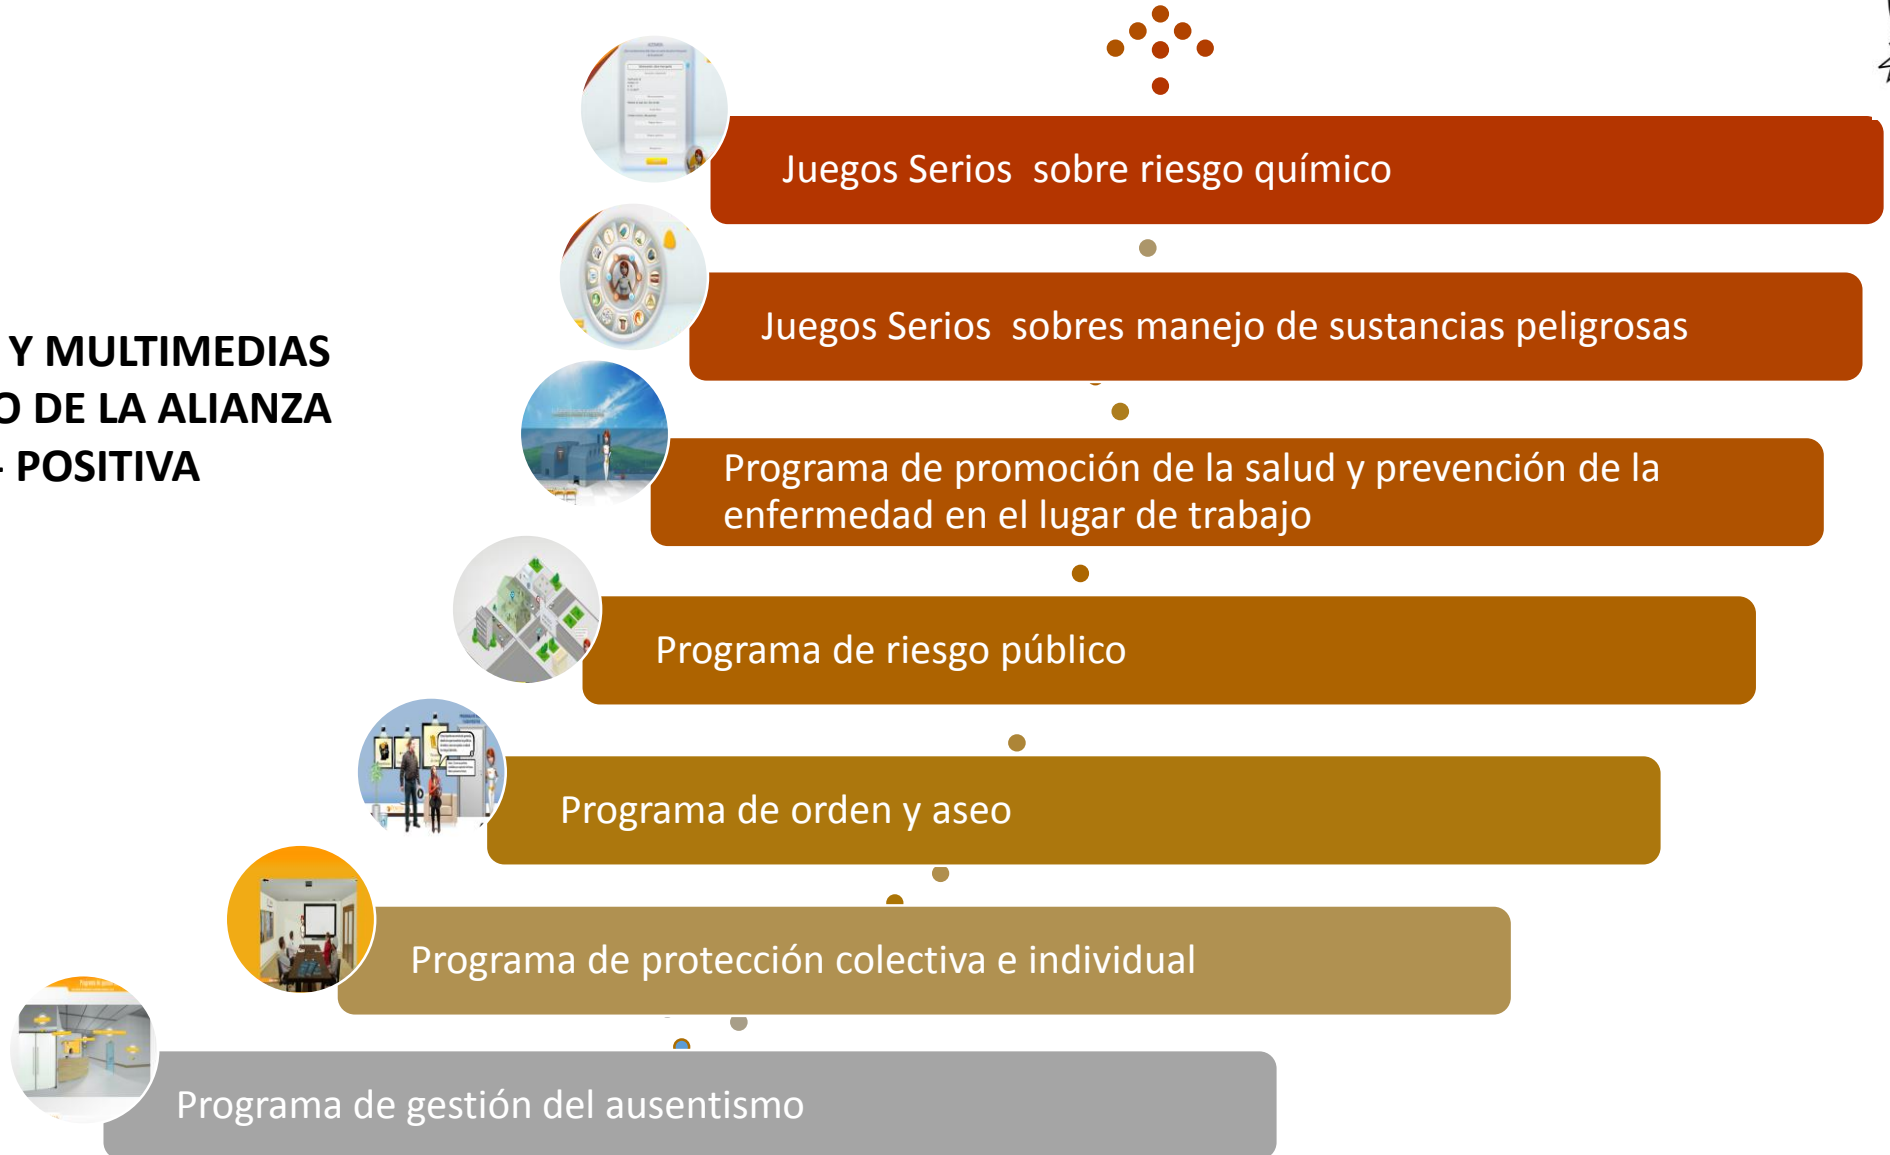 Juegos Serios  sobre riesgo químico
Juegos Serios  sobres manejo de sustancias peligrosas
Y MULTIMEDIAS
O DE LA ALIANZA
- POSITIVA
Programa de promoción de la salud y prevención de la
enfermedad en el lugar de trabajo
Programa de riesgo público
Programa de orden y aseo
Programa de protección colectiva e individual
Programa de gestión del ausentismo